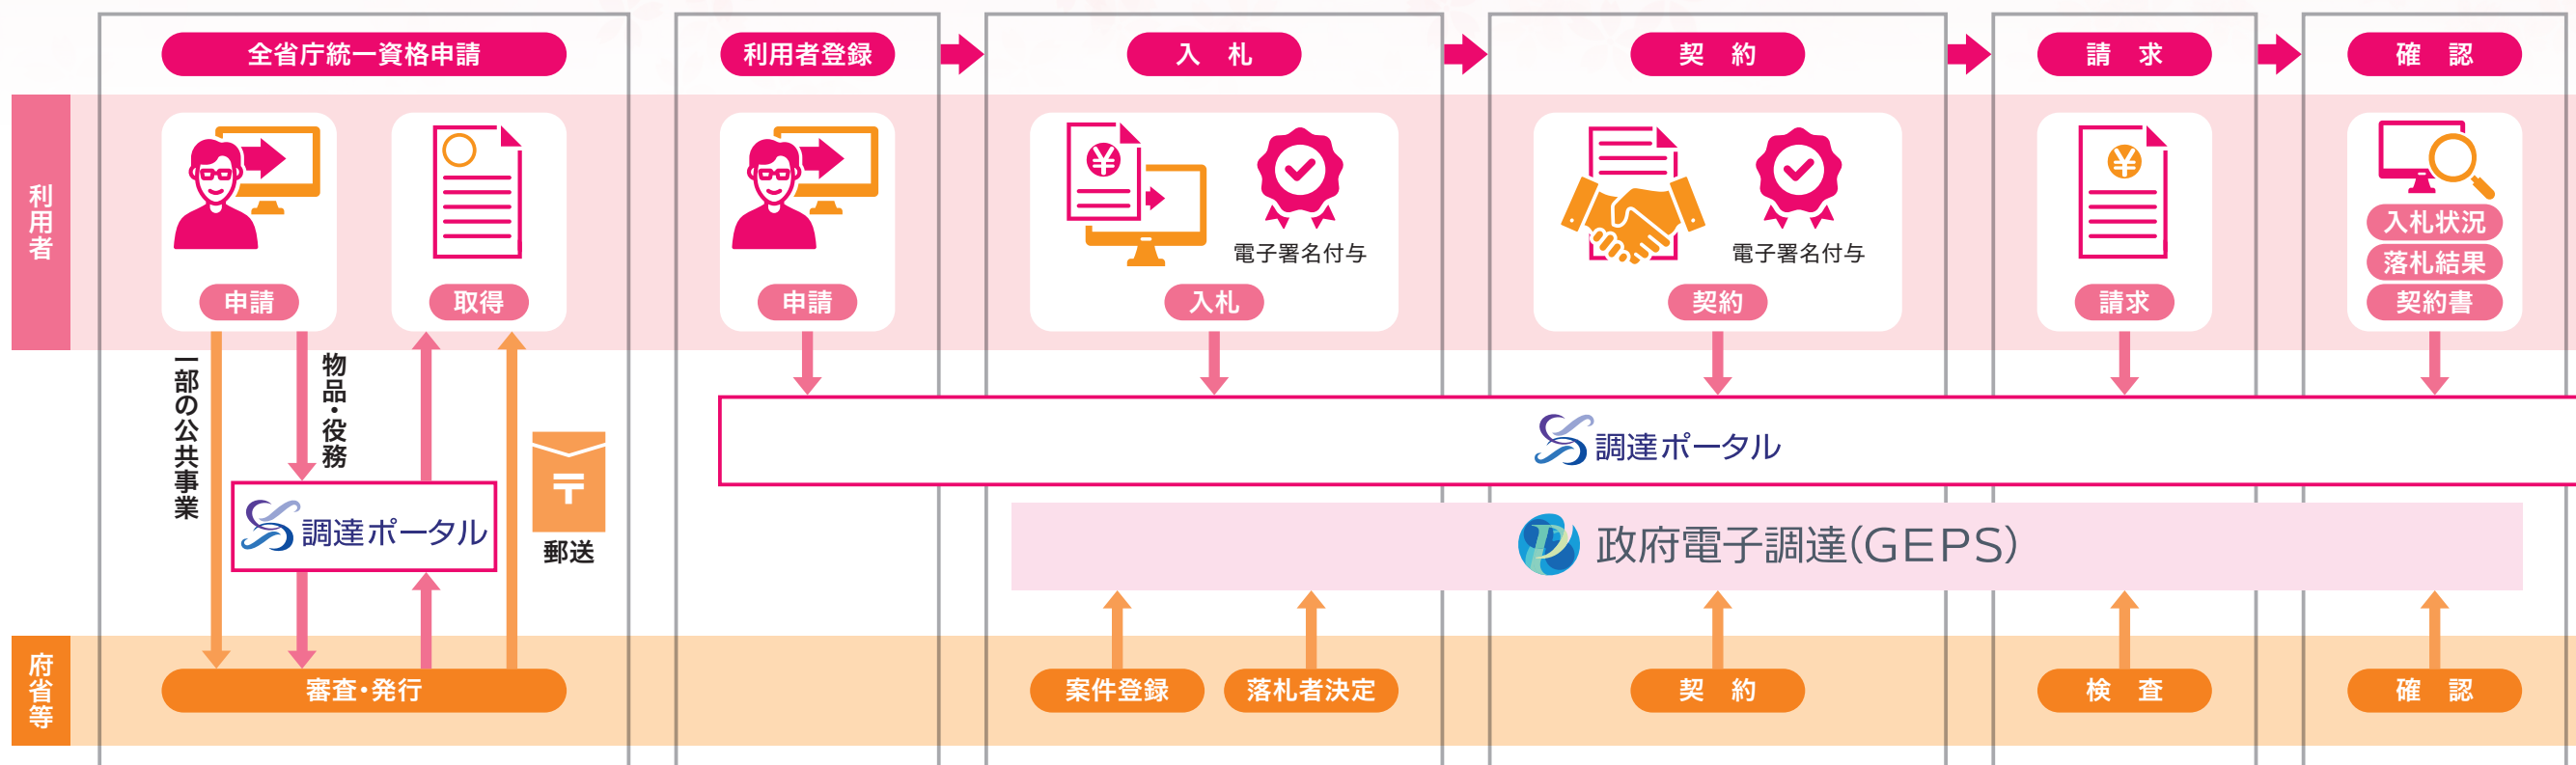 全省庁統一資格申請
利用者登録
入　札
契　約
請　求
確　認
利用者
申請
取得
申請
電子署名付与
入札
電子署名付与
契約
請求
入札状況
落札結果
契約書
一部の公共事業
物品・役務
調達ポータル
郵送
調達ポータル
政府電子調達(GEPS)
府省等
審査・発行
案件登録
落札者決定
契　約
検　査
確　認